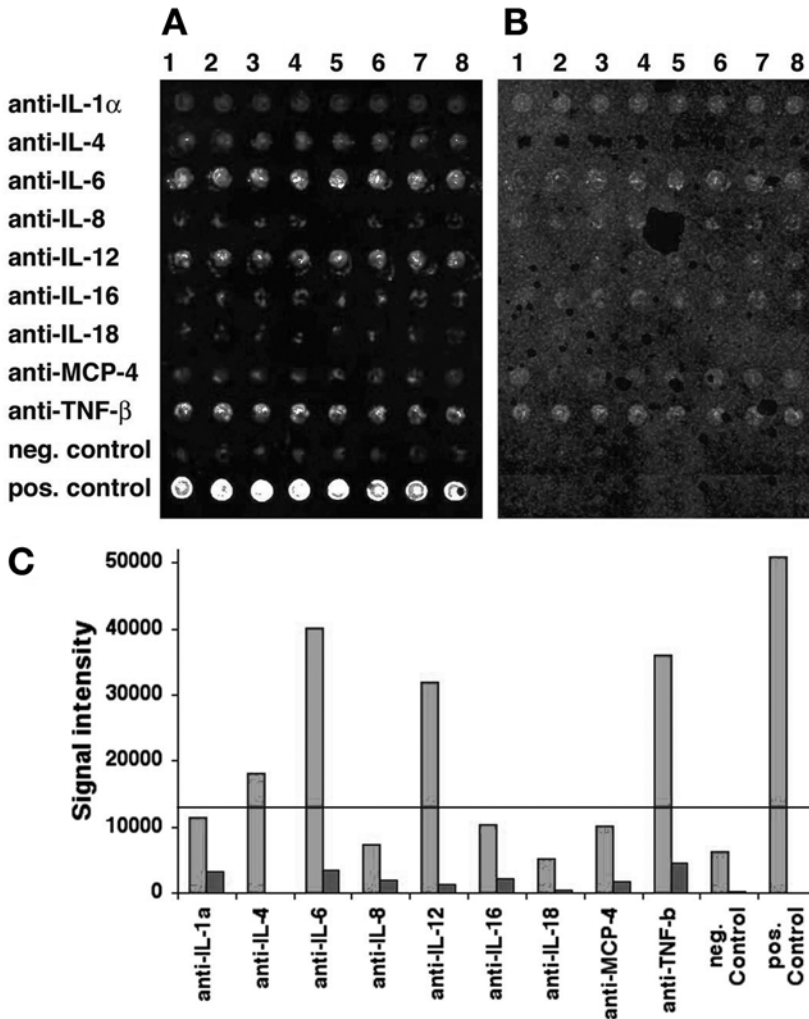 A B
1 2 3 4 5 6 7 8 1 2 3 4 5 6 7 8
anti-IL-1α
anti-IL-4
anti-IL-6
anti-IL-8
anti-IL-12
anti-IL-16
anti-IL-18
anti-MCP-4
anti-TNF-β
neg. control
pos. control
C
Signal intensity
50000
40000
30000
20000
10000
0
anti-IL-1a
anti-IL-4
anti-IL-6
anti-IL-8
anti-IL-12
anti-IL-16
anti-IL-18
anti-MCP-4
anti-TNF-b
neg.
Control
pos.
Control